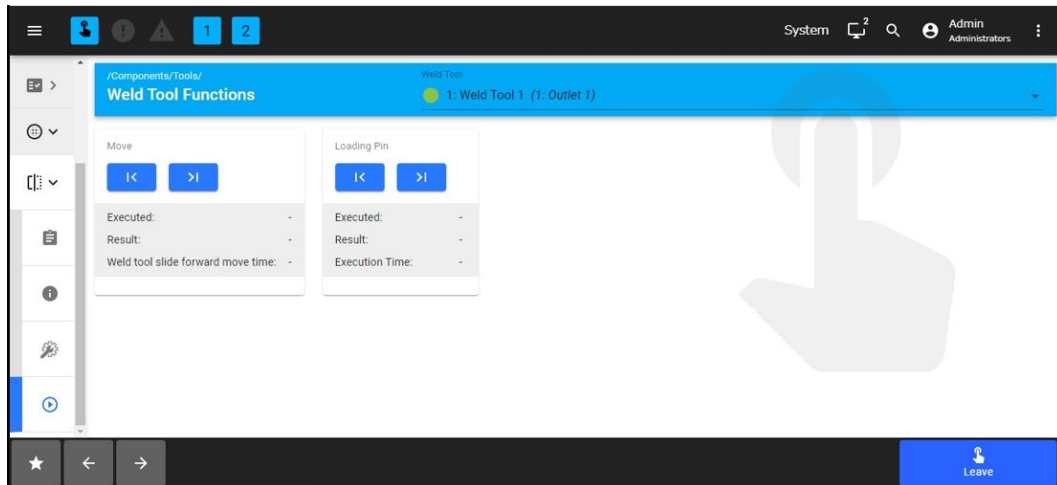 1
2
System
2
Admin
Administrators
/Components/Tools/
Weld Tool Functions
Weld Tool
1: Weld Tool 1 (1: Outlet 1)
Move
Executed: -
Result: -
Weld tool slide forward move time: -
Loading Pin
Executed: -
Result: -
Execution Time: -
Leave